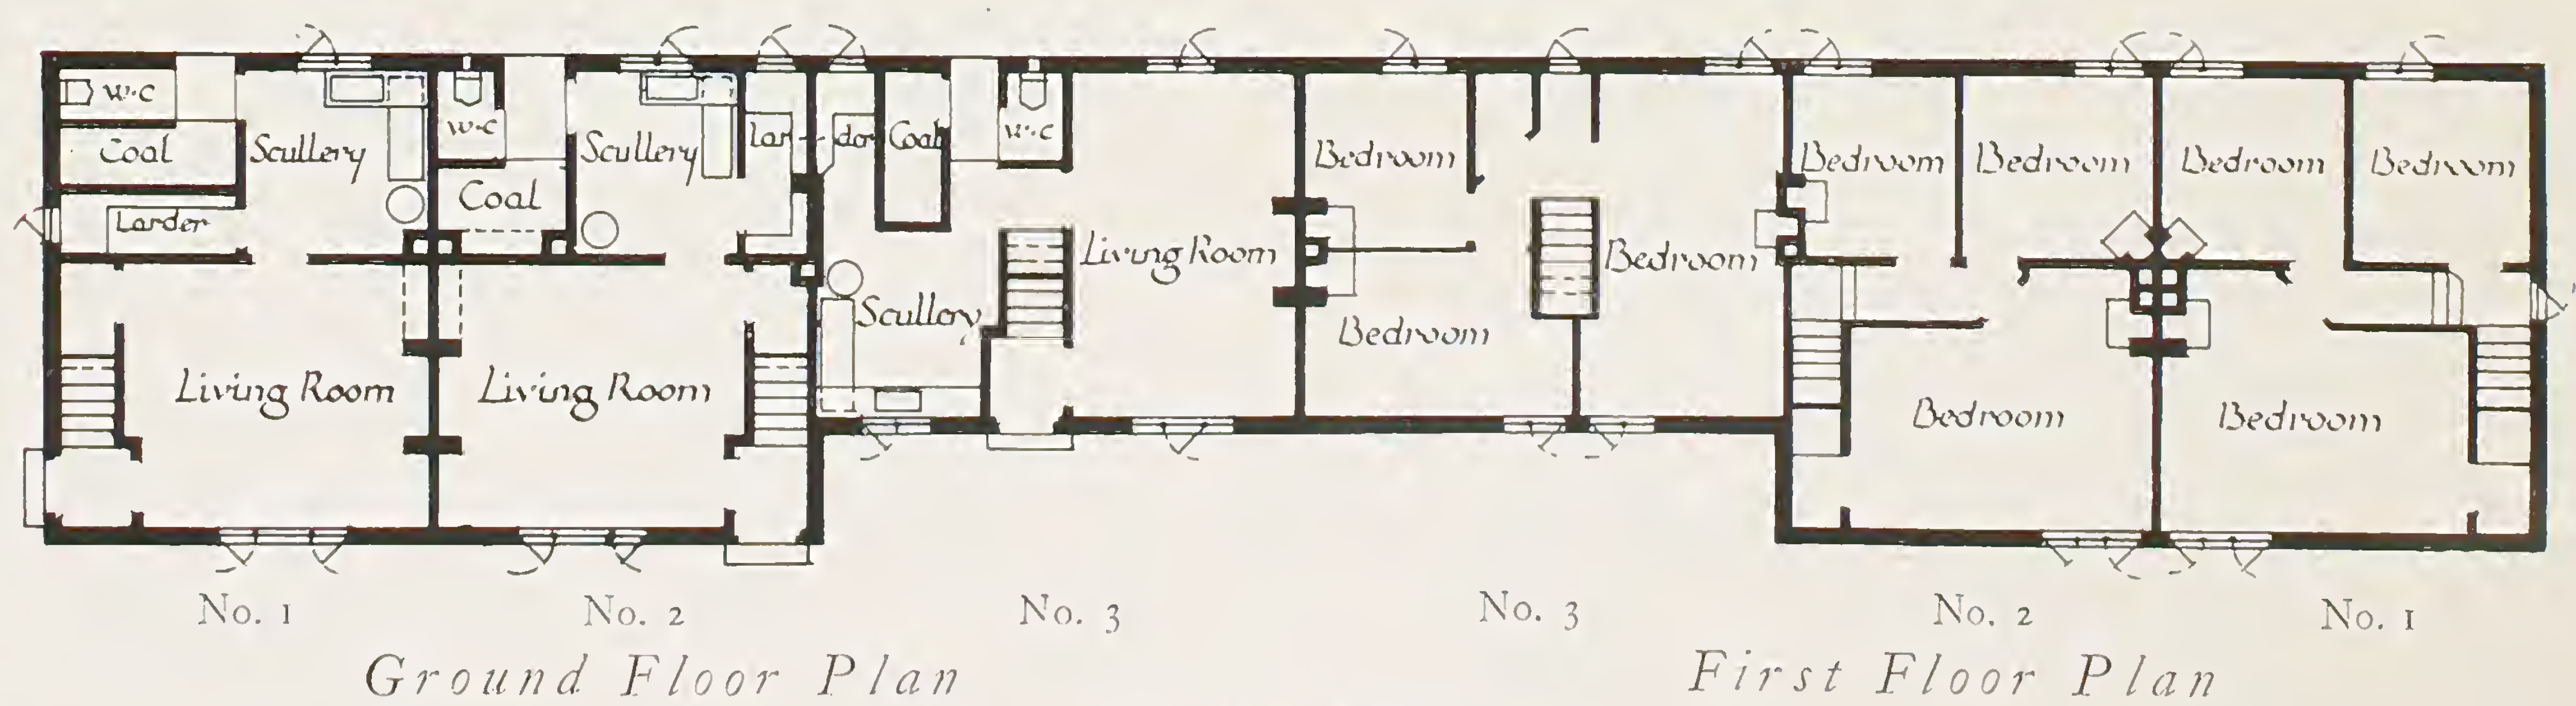 w.c
w.c
w.c
Coal
Scullery
Scullery
lar - der
Coal
Bedroom
Bedroom
Bedroom
Bedroom
Bedroom
Larder
Coal
Living Room
Bedroom
Scullery
Bedroom
Living Room
Living Room
Bedroom
Bedroom
No. 1
No. 2
No. 3
No. 3
No. 2
No. 1
Ground Floor Plan
First Floor Plan